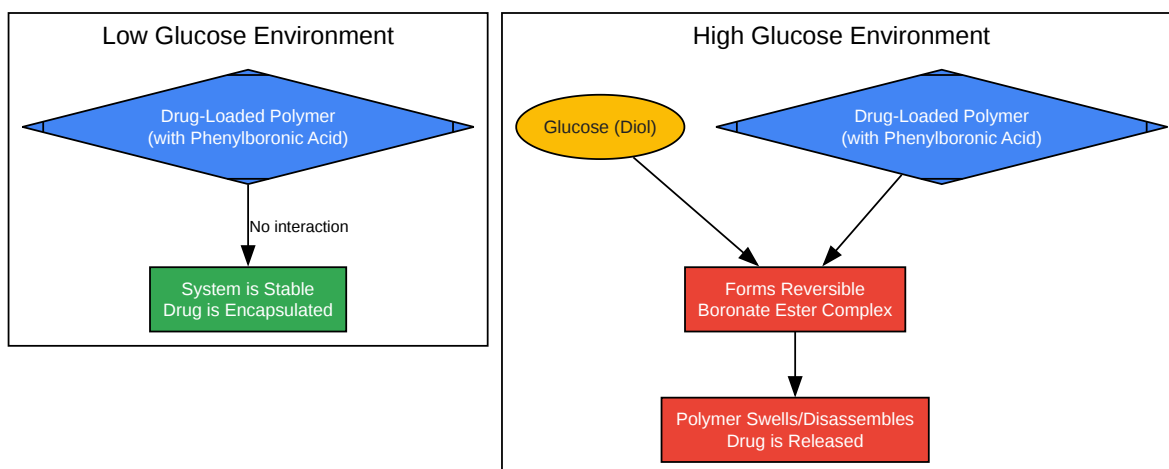 Low Glucose Environment
Drug-Loaded Polymer
(with Phenylboronic Acid)
No interaction
System is Stable
Drug is Encapsulated
High Glucose Environment
Glucose (Diol)
Drug-Loaded Polymer
(with Phenylboronic Acid)
Forms Reversible
Boronate Ester Complex
Polymer Swells/Disassembles
Drug is Released